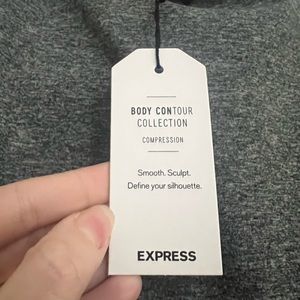 BODY CONTOUR
COLLECTION
COMPRESSION
Smooth. Sculpt.
Define your silhouette.
EXPRESS